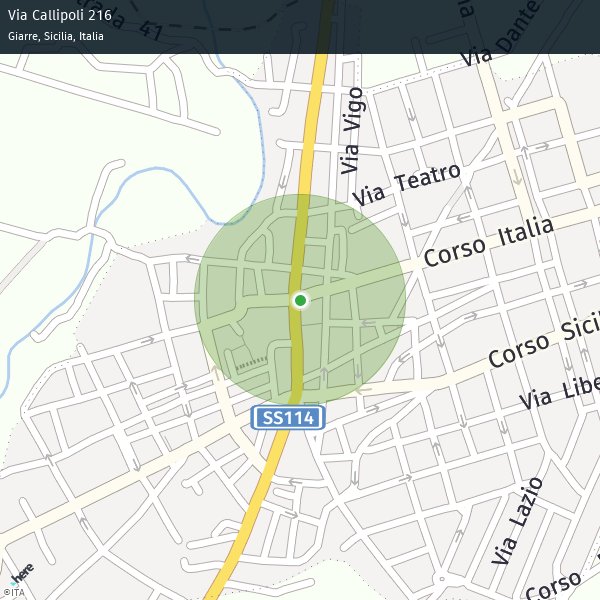 Via Callipoli 216
Giarre, Sicilia, Italia
41
Via Dante
Via Vigo
Via Teatro
Corso Italia
Corso Sicil
Via Libe
SS114
Via Lazio
Corso
here
©ITA